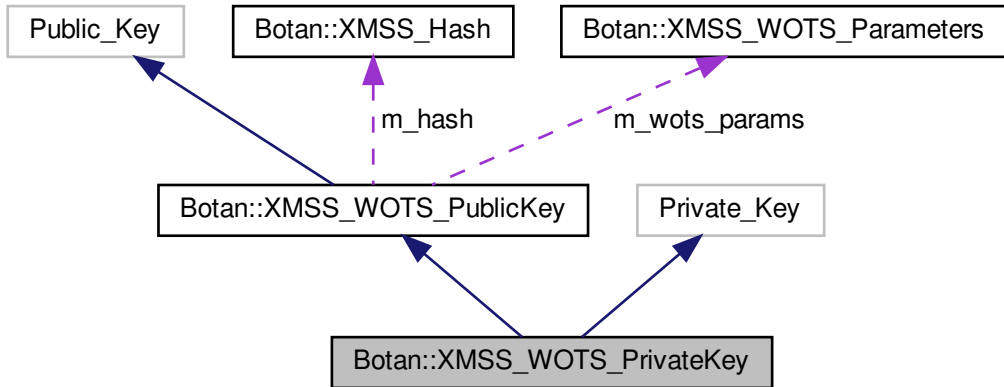 Public_Key
Botan::XMSS_Hash
Botan::XMSS_WOTS_Parameters
m_hash
m_wots_params
Botan::XMSS_WOTS_PublicKey
Private_Key
Botan::XMSS_WOTS_PrivateKey